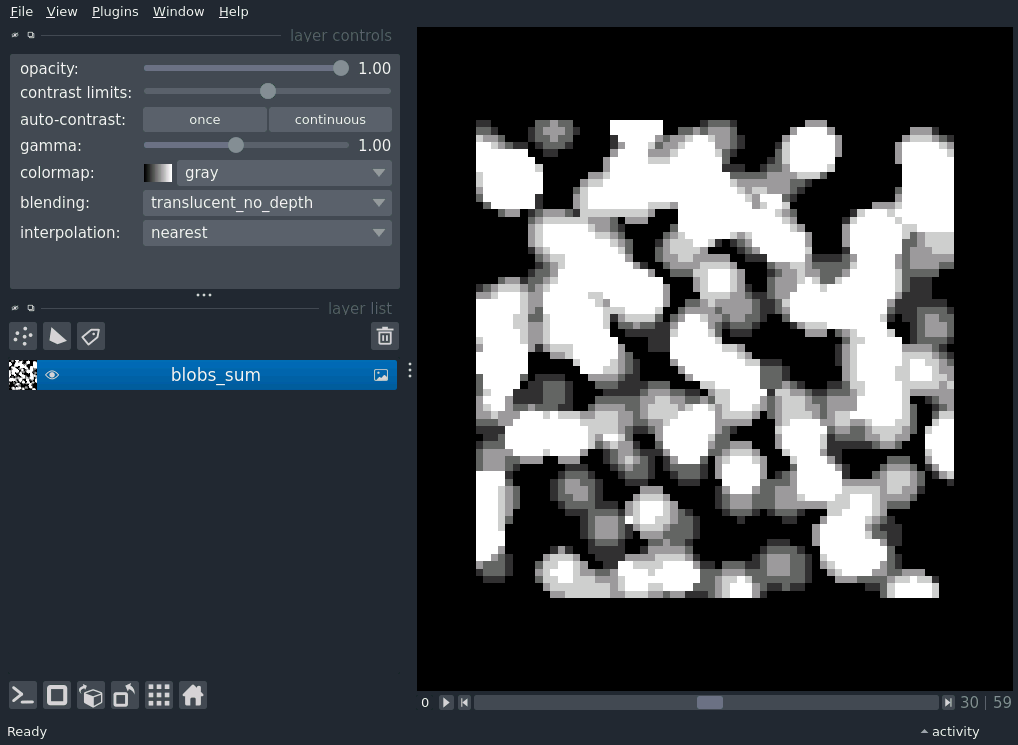 File View Plugins Window Help
layer controls
opacity: 1.00
contrast limits:
auto-contrast: once continuous
gamma: 1.00
colormap: gray
blending: translucent_no_depth
interpolation: nearest
layer list
blobs_sum
0 30 | 59
Ready activity